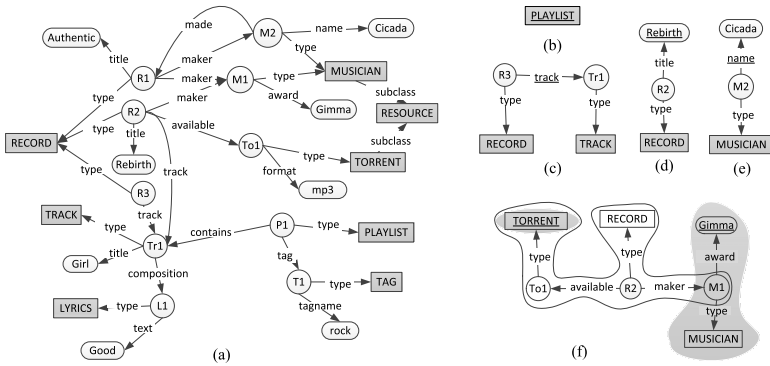 Authentic
made
M2
name
Cicada
title
R1
maker
type
maker
M1
type
MUSICIAN
award
Gimma
subclass
RESOURCE
subclass
type
R2
maker
RECORD
type
title
Rebirth
available
To1
type
TORRENT
format
mp3
track
type
R3
track
TRACK
type
Tr1
contains
P1
type
PLAYLIST
title
Girl
composition
tag
T1
TAG
type
tagname
rock
LYRICS
type
L1
text
Good
(a)
PLAYLIST
(b)
R3
track
Tr1
type
type
RECORD
TRACK
(c)
Rebirth
title
R2
type
RECORD
(d)
Cicada
name
M2
type
MUSICIAN
(e)
TORRENT
RECORD
Gimma
type
type
award
To1
available
R2
maker
M1
type
MUSICIAN
(f)